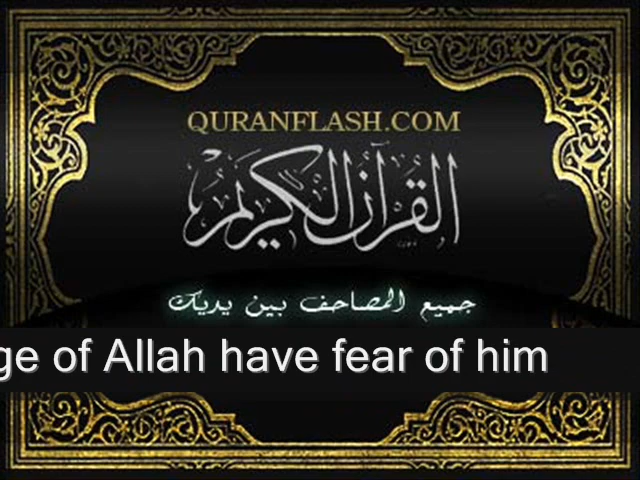 QURANFLASH.COM
القرآن الكريم
جميع المصاحف بين يديك
ge of Allah have fear of him